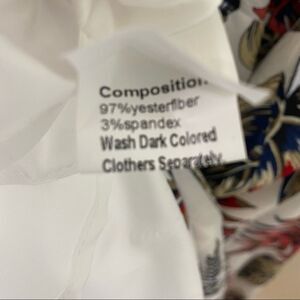 Composition:
97%yesterfiber
3%spandex
Wash Dark Colored
Clothers Separately